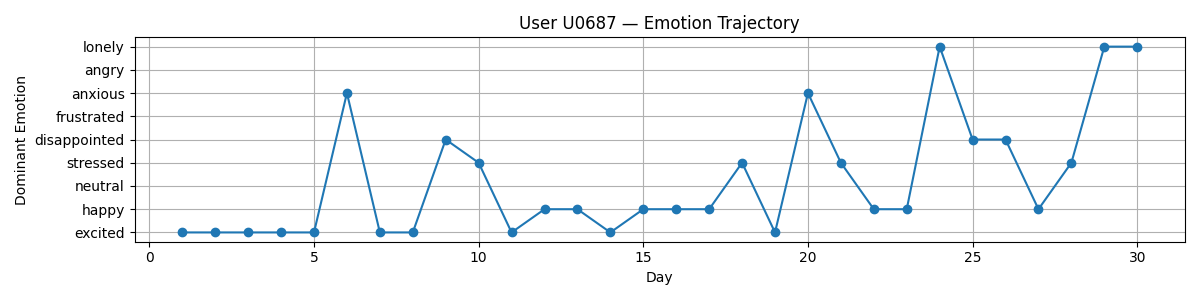 User U0687 — Emotion Trajectory
Dominant Emotion
lonely
angry
anxious
frustrated
disappointed
stressed
neutral
happy
excited
0 5 10 15 20 25 30
Day